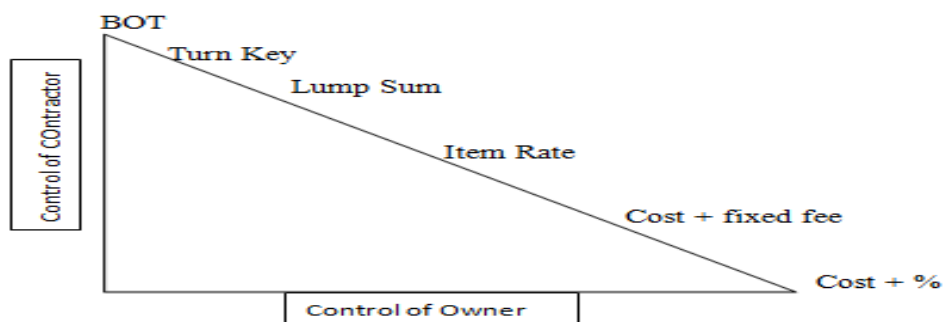 BOT
Turn Key
Lump Sum
Control of COntractor
Item Rate
Cost + fixed fee
Cost + %
Control of Owner